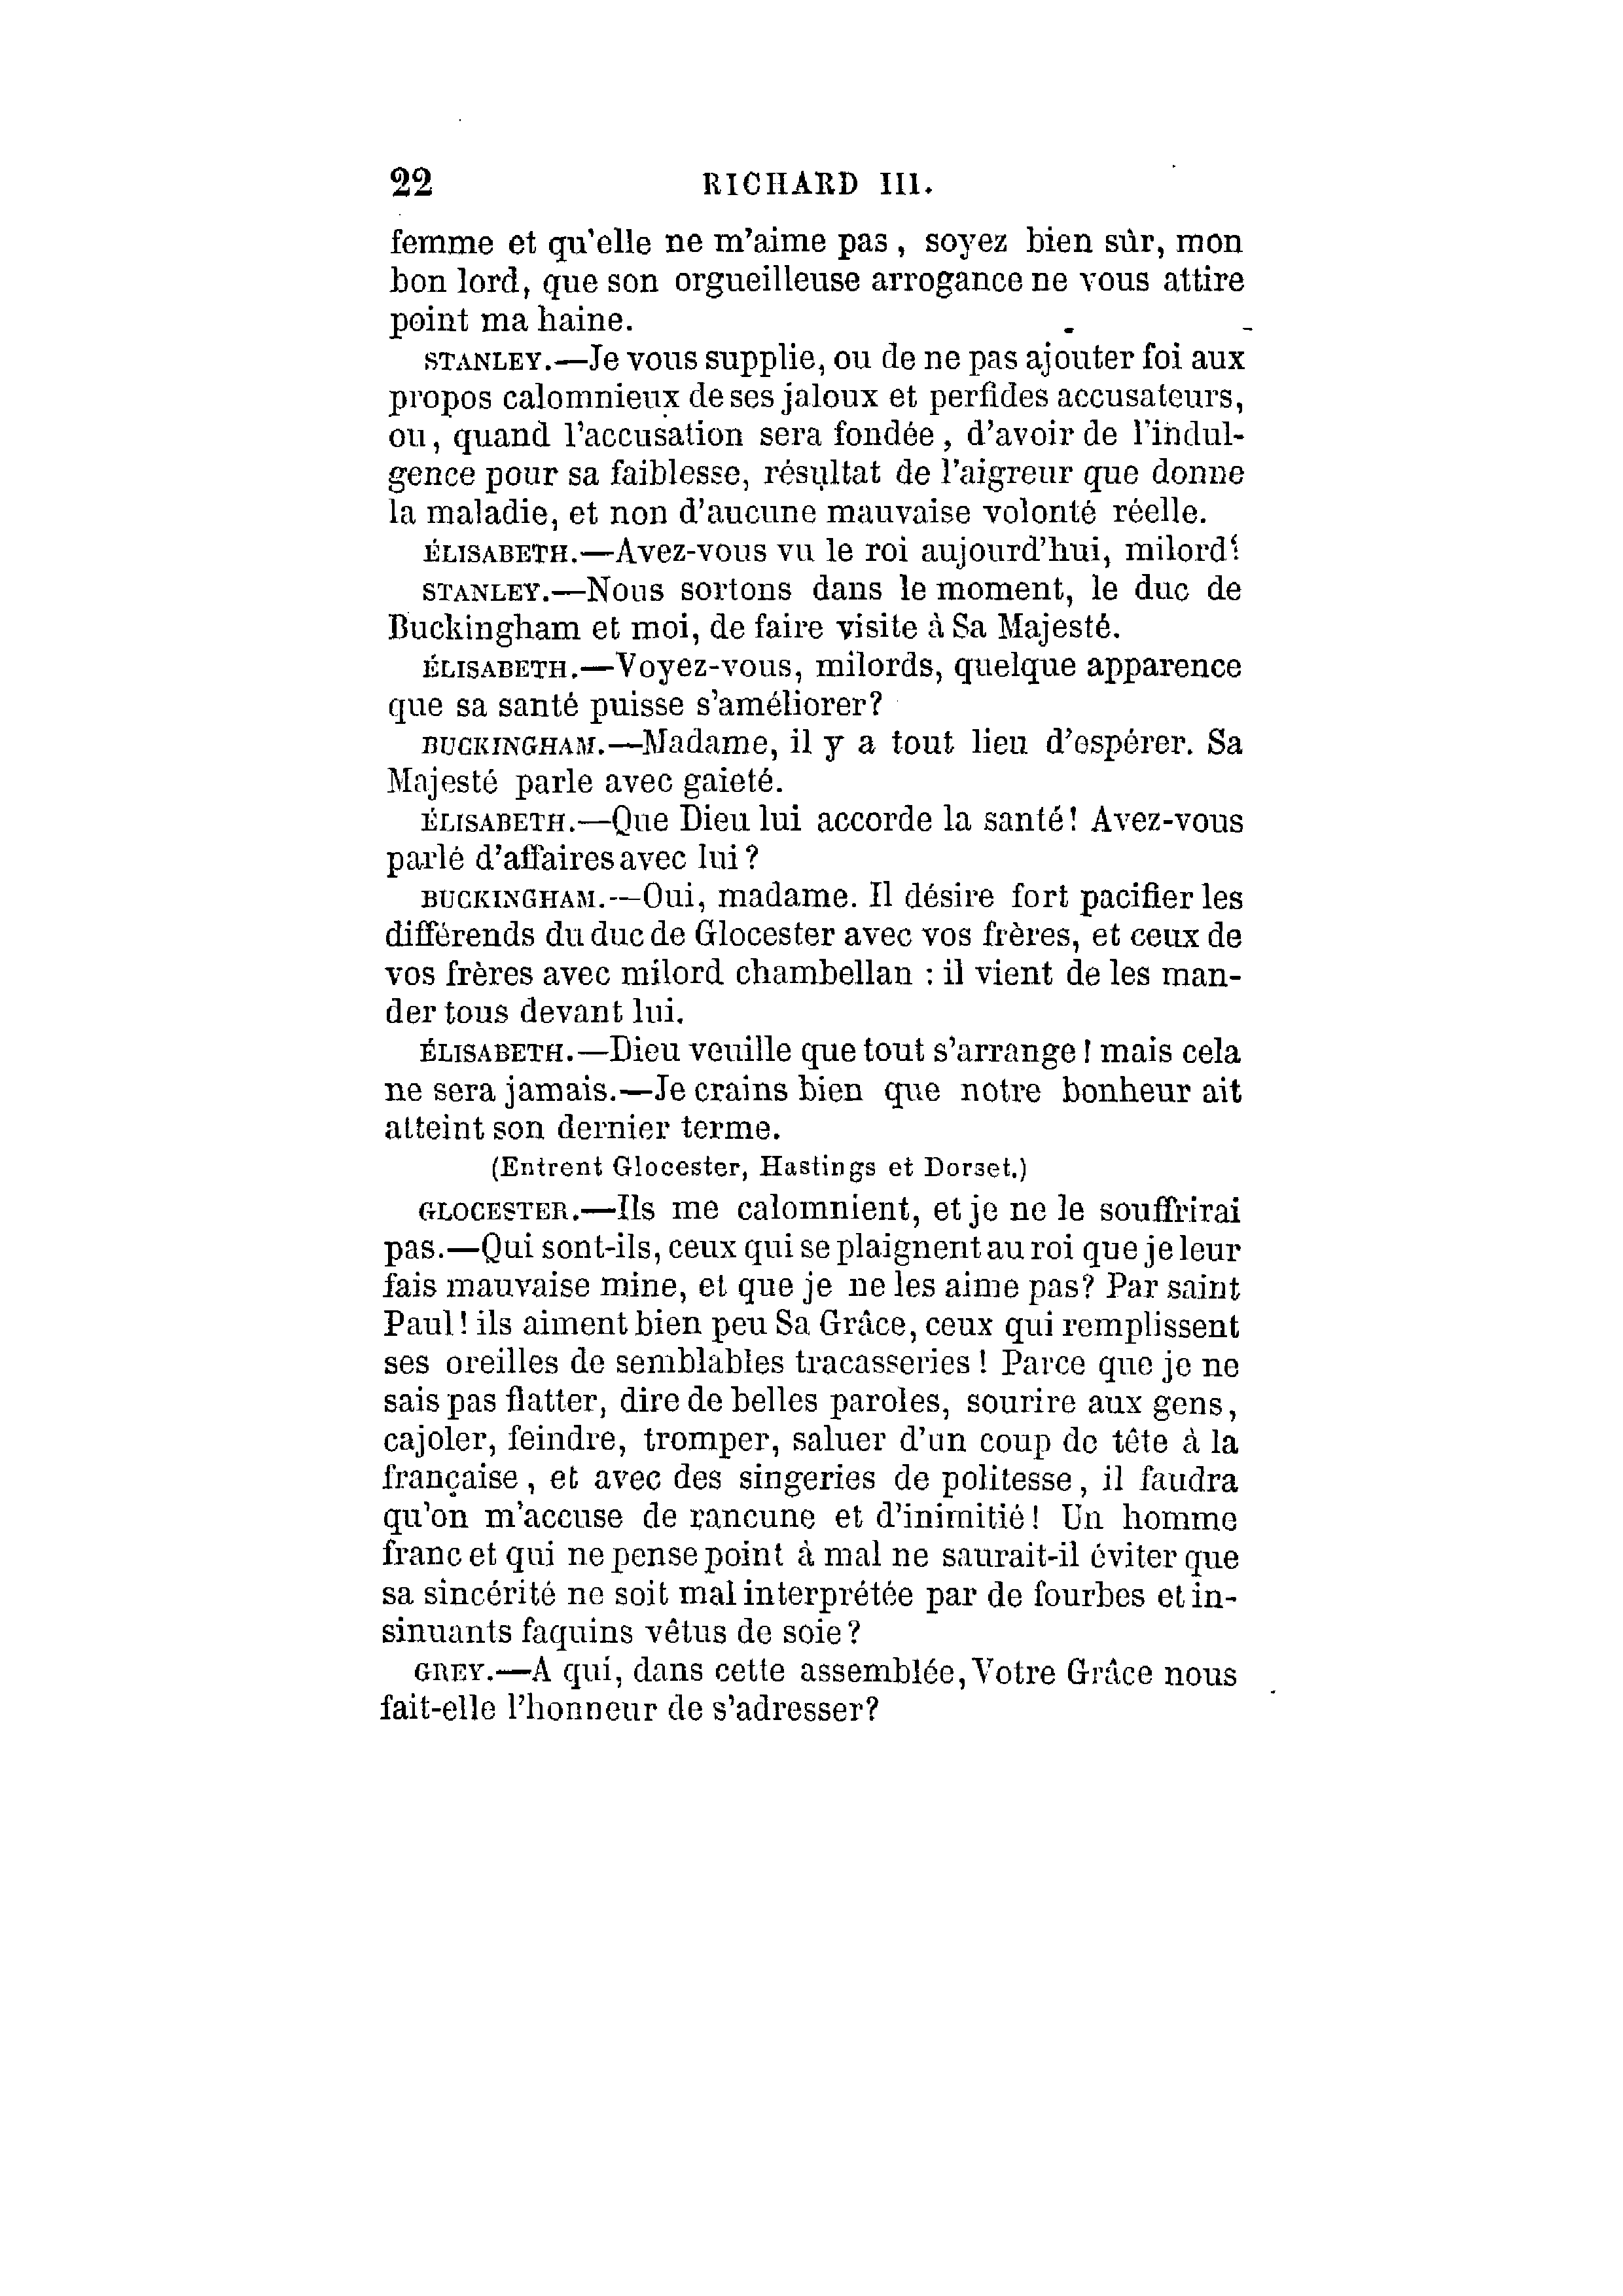 22 RICHARD III.
femme et qu'elle ne m'aime pas, soyez bien sûr, mon
bon lord, que son orgueilleuse arrogance ne vous attire
point ma haine.
STANLEY.—Je vous supplie, ou de ne pas ajouter foi aux
propos calomnieux de ses jaloux et perfides accusateurs,
ou, quand l'accusation sera fondée, d'avoir de l'indul-
gence pour sa faiblesse, résultat de l'aigreur que donne
la maladie, et non d'aucune mauvaise volonté réelle.
ÉLISABETH.—Avez-vous vu le roi aujourd'hui, milord?
STANLEY.—Nous sortons dans le moment, le duc de
Buckingham et moi, de faire visite à Sa Majesté.
ÉLISABETH.—Voyez-vous, milords, quelque apparence
que sa santé puisse s'améliorer?
BUCKINGHAM.—Madame, il y a tout lieu d'espérer. Sa
Majesté parle avec gaieté.
ÉLISABETH.—Que Dieu lui accorde la santé! Avez-vous
parlé d'affaires avec lui?
BUCKINGHAM.—Oui, madame. Il désire fort pacifier les
différends du duc de Glocester avec vos frères, et ceux de
vos frères avec milord chambellan : il vient de les man-
der tous devant lui.
ÉLISABETH.—Dieu veuille que tout s'arrange! mais cela
ne sera jamais.—Je crains bien que notre bonheur ait
atteint son dernier terme.
(Entrent Glocester, Hastings et Dorset.)
GLOCESTER.—Ils me calomnient, et je ne le souffrirai
pas.—Qui sont-ils, ceux qui se plaignent au roi que je leur
fais mauvaise mine, et que je ne les aime pas? Par saint
Paul! ils aiment bien peu Sa Grâce, ceux qui remplissent
ses oreilles de semblables tracasseries! Parce que je ne
sais pas flatter, dire de belles paroles, sourire aux gens,
cajoler, feindre, tromper, saluer d'un coup de tête à la
française, et avec des singeries de politesse, il faudra
qu'on m'accuse de rancune et d'inimitié! Un homme
franc et qui ne pense point à mal ne saurait-il éviter que
sa sincérité ne soit mal interprétée par de fourbes et in-
sinuants faquins vêtus de soie?
GREY.—A qui, dans cette assemblée, Votre Grâce nous
fait-elle l'honneur de s'adresser?